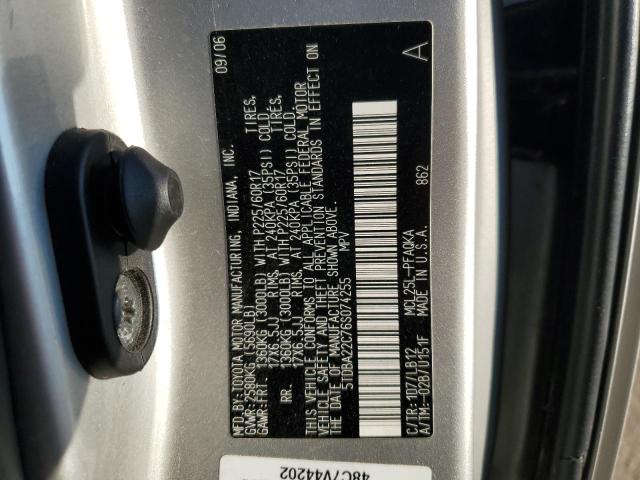 MFD.BY:TOYOTA MOTOR MANUFACTURING, INDIANA, INC. 09/06
GVWR:2580KG(5690LB)
GAWR:FRT. 1360KG(3000LB)WITH P225/60R17 TIRES,
17X6.5JJ RIMS, AT 240KPA(35PSI) COLD
RR. 1360KG(3000LB)WITH P225/60R17 TIRES,
17X6.5JJ RIMS, AT 240KPA(35PSI) COLD.
THIS VEHICLE CONFORMS TO ALL APPLICABLE FEDERAL MOTOR
VEHICLE SAFETY AND THEFT PREVENTION STANDARDS IN EFFECT ON
THE DATE OF MANUFACTURE SHOWN ABOVE.
5TDBA22C76S074255 MPV
C/TR:1D7/LB12 MCL25L-PFAQKA 862 A
A/TM:-02B/U151F MADE IN U.S.A.
48C7V44202